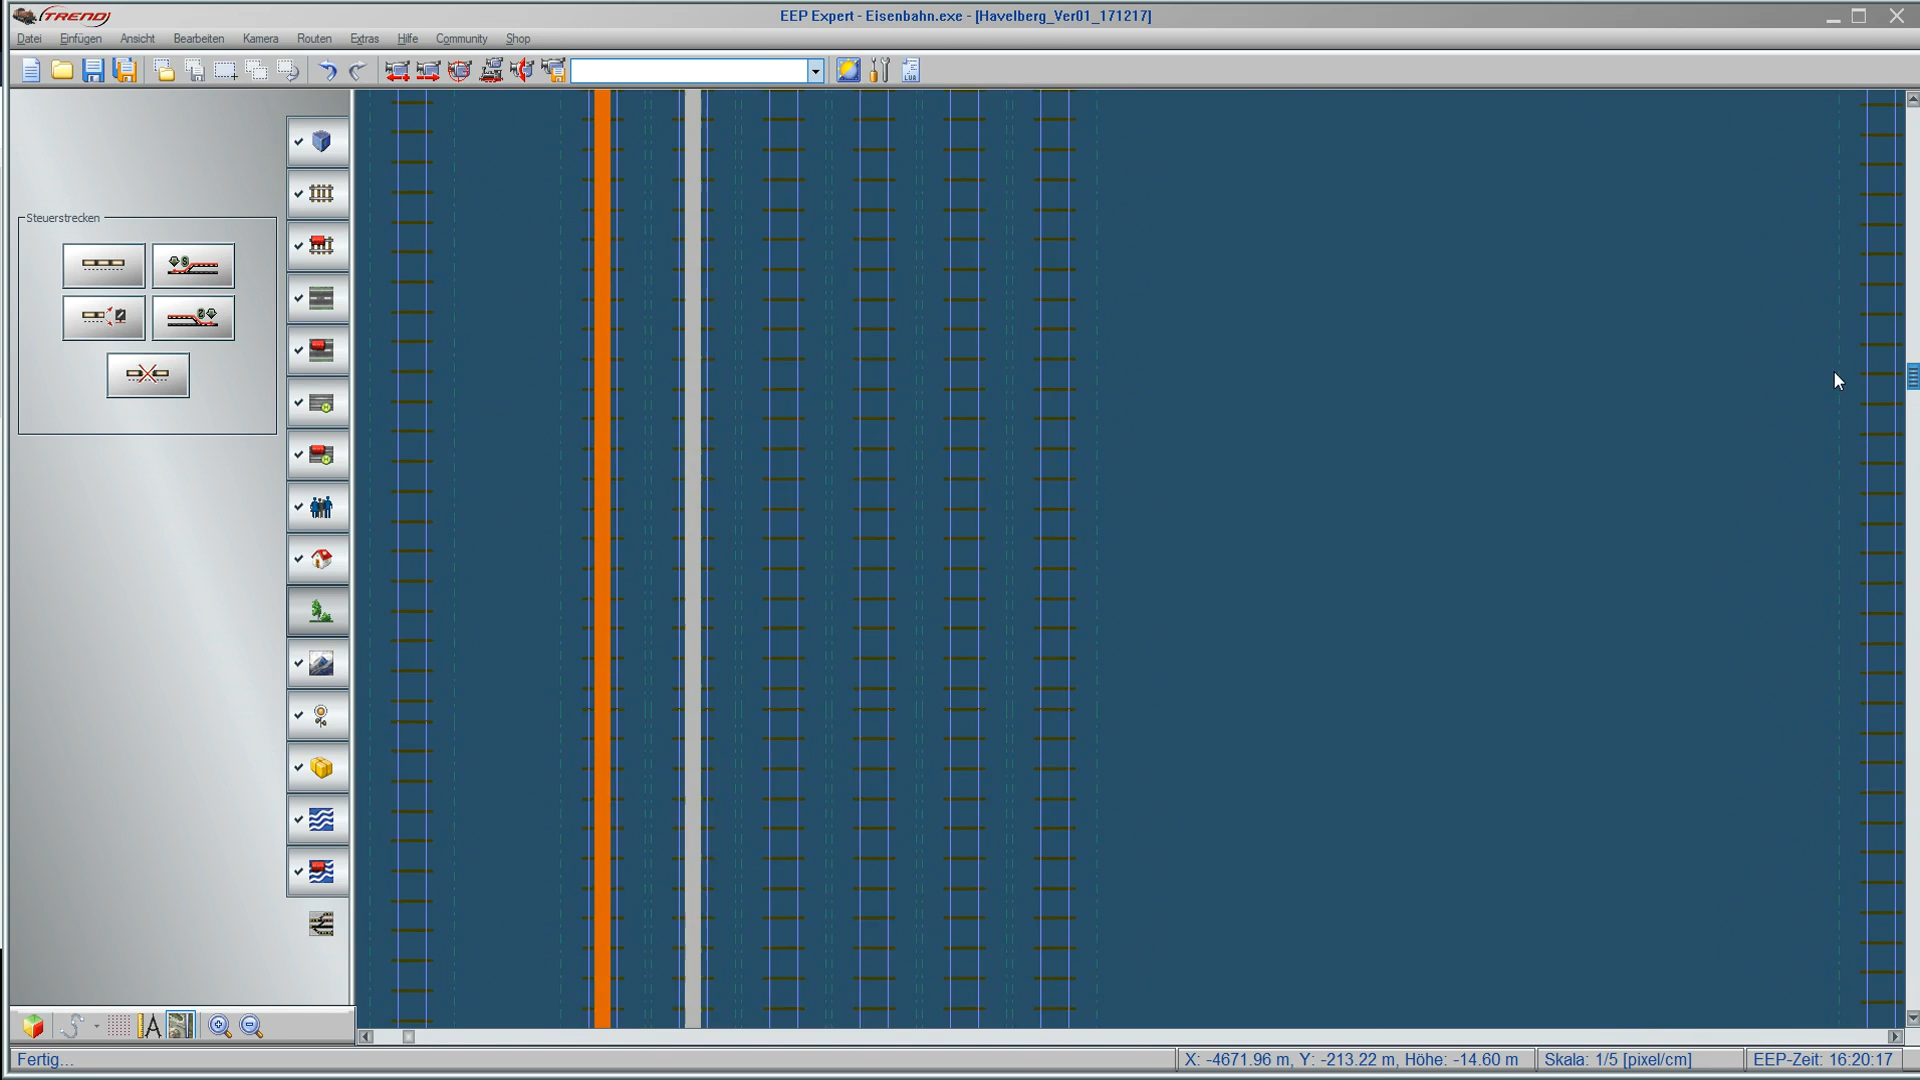 TREND
EEP Expert - Eisenbahn.exe - [Havelberg_Ver01_171217]
Datei Einfügen Ansicht Bearbeiten Kamera Routen Extras Hilfe Community Shop
LUA
Steuerstrecken
Fertig...
X: -4671.96 m, Y: -213.22 m, Höhe: -14.60 m
Skala: 1/5 [pixel/cm]
EEP-Zeit: 16:20:17